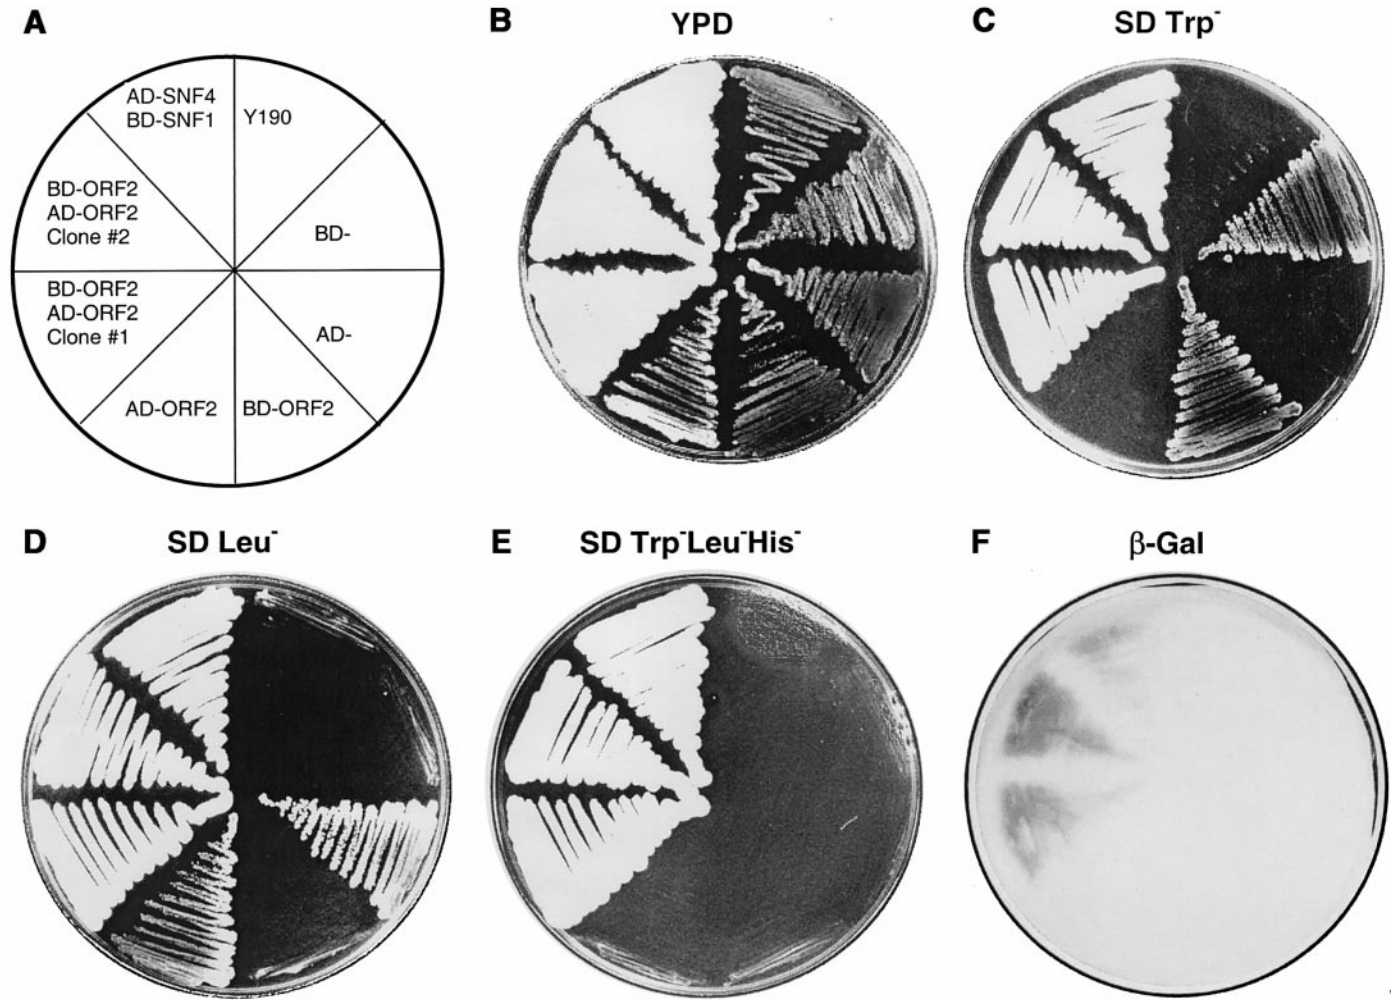 A
AD-SNF4
BD-SNF1
Y190
BD-ORF2
AD-ORF2
Clone #2
BD-
BD-ORF2
AD-ORF2
Clone #1
AD-
AD-ORF2
BD-ORF2
B YPD
C SD Trp⁻
D SD Leu⁻
E SD Trp⁻Leu⁻His⁻
F β-Gal